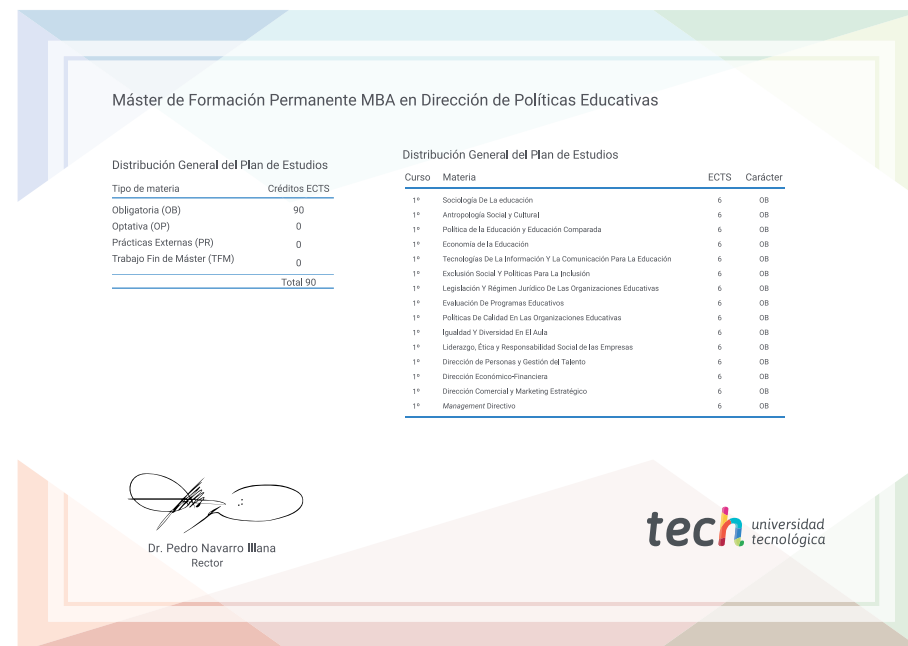 Máster de Formación Permanente MBA en Dirección de Políticas Educativas
Distribución General del Plan de Estudios
Tipo de materia Créditos ECTS
Obligatoria (OB) 90
Optativa (OP) 0
Prácticas Externas (PR) 0
Trabajo Fin de Máster (TFM) 0
Total 90
Distribución General del Plan de Estudios
Curso Materia ECTS Carácter
1º Sociología De La educación 6 OB
1º Antropología Social y Cultural 6 OB
1º Política de la Educación y Educación Comparada 6 OB
1º Economía de la Educación 6 OB
1º Tecnologías De La Información Y La Comunicación Para La Educación 6 OB
1º Exclusión Social Y Políticas Para La Inclusión 6 OB
1º Legislación Y Régimen Jurídico De Las Organizaciones Educativas 6 OB
1º Evaluación De Programas Educativos 6 OB
1º Políticas De Calidad En Las Organizaciones Educativas 6 OB
1º Igualdad Y Diversidad En El Aula 6 OB
1º Liderazgo, Ética y Responsabilidad Social de las Empresas 6 OB
1º Dirección de Personas y Gestión del Talento 6 OB
1º Dirección Económico-Financiera 6 OB
1º Dirección Comercial y Marketing Estratégico 6 OB
1º Management Directivo 6 OB
Dr. Pedro Navarro Illana
Rector
tech universidad
tecnológica